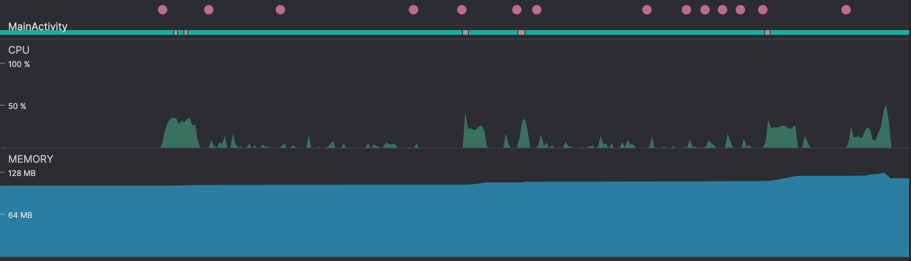 MainActivity
CPU
100 %
50 %
MEMORY
128 MB
64 MB